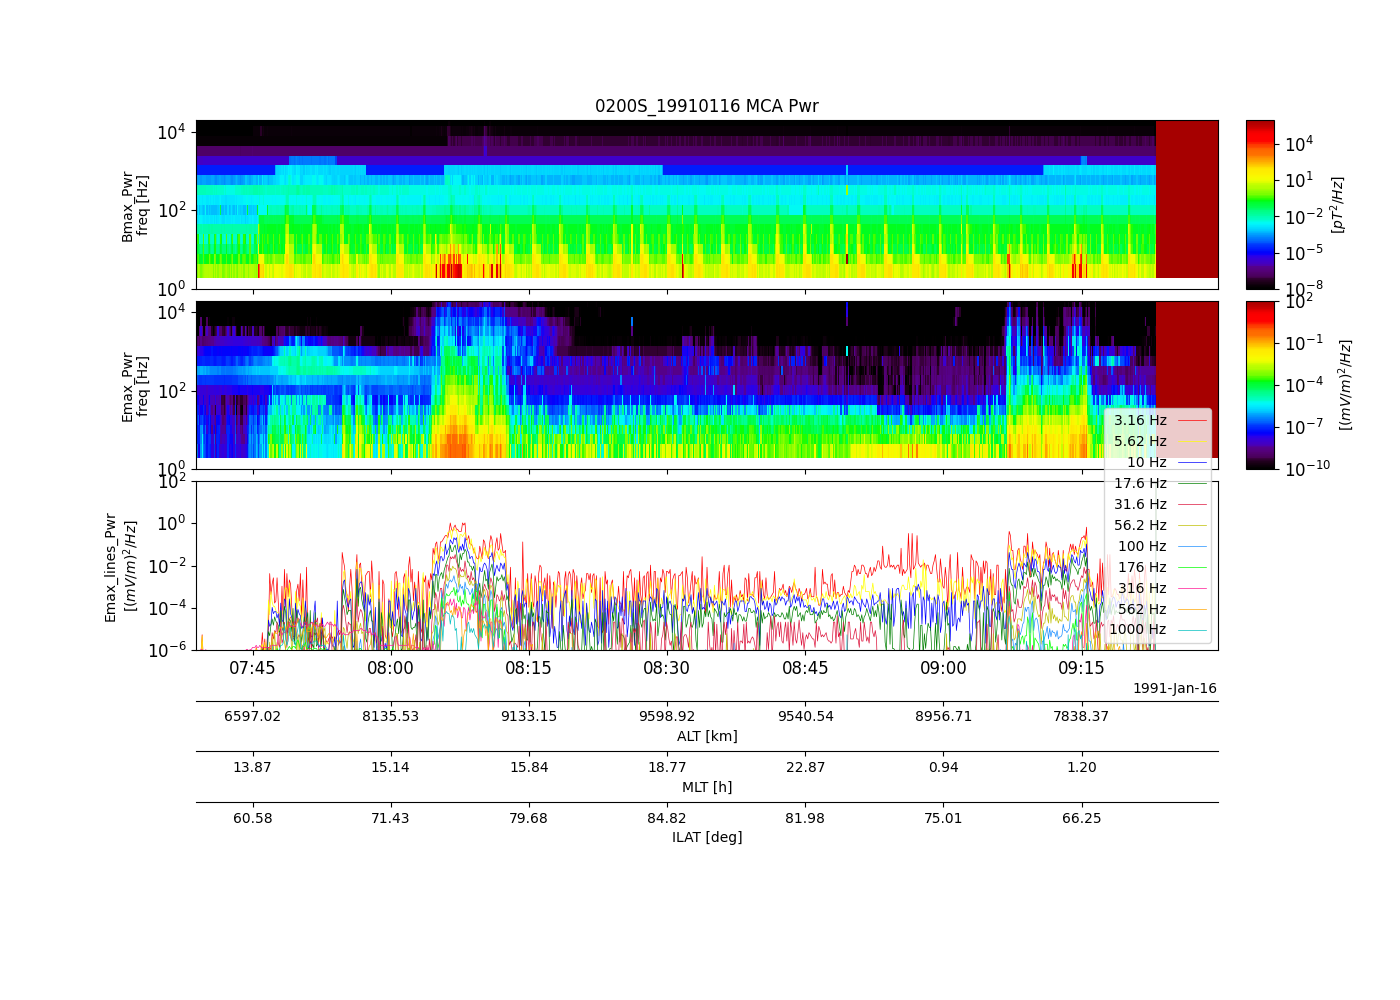 0200S_19910116 MCA Pwr
10^4
10^2
10^0
Bmax_Pwr
freq [Hz]
10^4
10^1
10^-2
10^-5
10^-8
[pT^2/Hz]
10^4
10^2
10^0
Emax_Pwr
freq [Hz]
10^2
10^-1
10^-4
10^-7
10^-10
[(mV/m)^2/Hz]
3.16 Hz
5.62 Hz
10 Hz
17.6 Hz
31.6 Hz
56.2 Hz
100 Hz
176 Hz
316 Hz
562 Hz
1000 Hz
10^2
10^0
10^-2
10^-4
10^-6
Emax_lines_Pwr
[(mV/m)^2/Hz]
07:45 08:00 08:15 08:30 08:45 09:00 09:15
1991-Jan-16
6597.02 8135.53 9133.15 9598.92 9540.54 8956.71 7838.37
ALT [km]
13.87 15.14 15.84 18.77 22.87 0.94 1.20
MLT [h]
60.58 71.43 79.68 84.82 81.98 75.01 66.25
ILAT [deg]